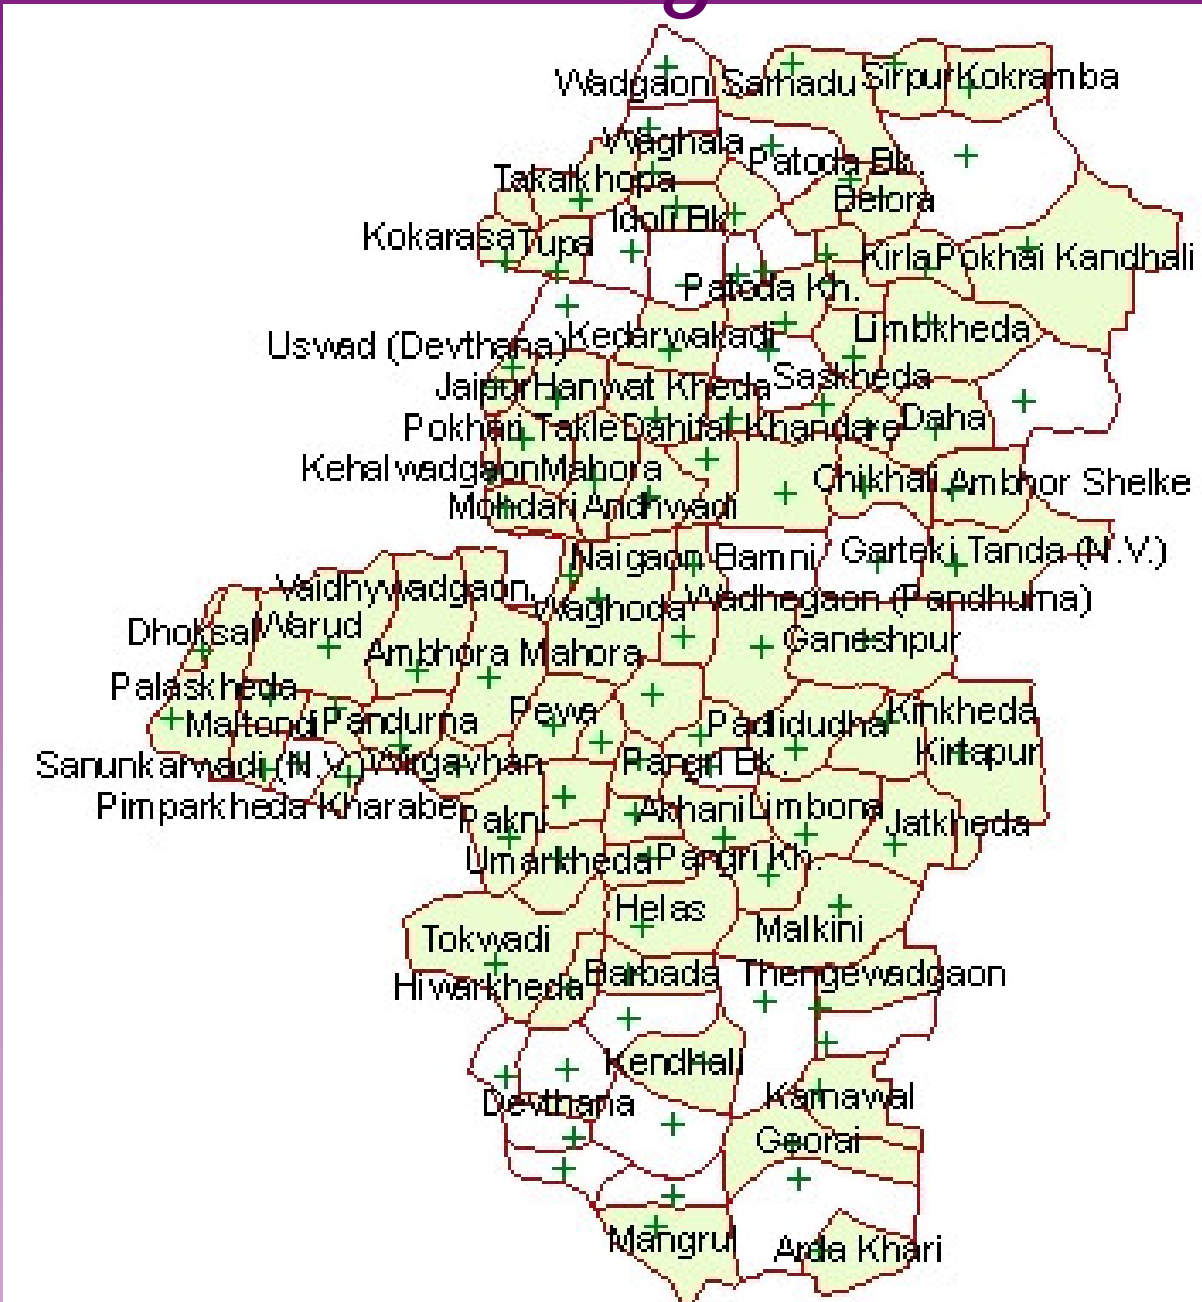 Wadgaon Sarhadu Sirpur Kokramba
Waghala
Patoda Bk.
Takalkhopa
Delora
Idoli Bk.
Kokarasa Tupa
Kirla Pokhai Kandhali
Patoda Kh.
Limbkheda
Uswad (Devthana) Kedarwakadi
Saskheda
Jaipur Hanwat Kheda
Daha
Pokhari Takle Dahifal Khandare
Kehalwadgaon Mahora
Chikhali Ambhor Shelke
Mohdari Andhwadi
Naigaon Bamni Garteki Tanda (N.V.)
Vaidhywadgaon
Waghoda Wadhegaon (Pandhurna)
Dhoksal Warud
Ganeshpur
Ambhora Mahora
Palaskheda
Maltondi Pandurna Pewa Padlidudha Kinkheda
Kirtapur
Sanunkarwadi (N.V.) Wirgavhan Pangri Bk.
Pimparkheda Kharabe Pakni Akhani Limbona
Jatkheda
Umarkheda Pangri Kh.
Helas
Malkini
Tokwadi
Hiwarkheda Barbada Thengewadgaon
Kendhali
Devthana Karnawal
Georai
Mangrul Arda Khari